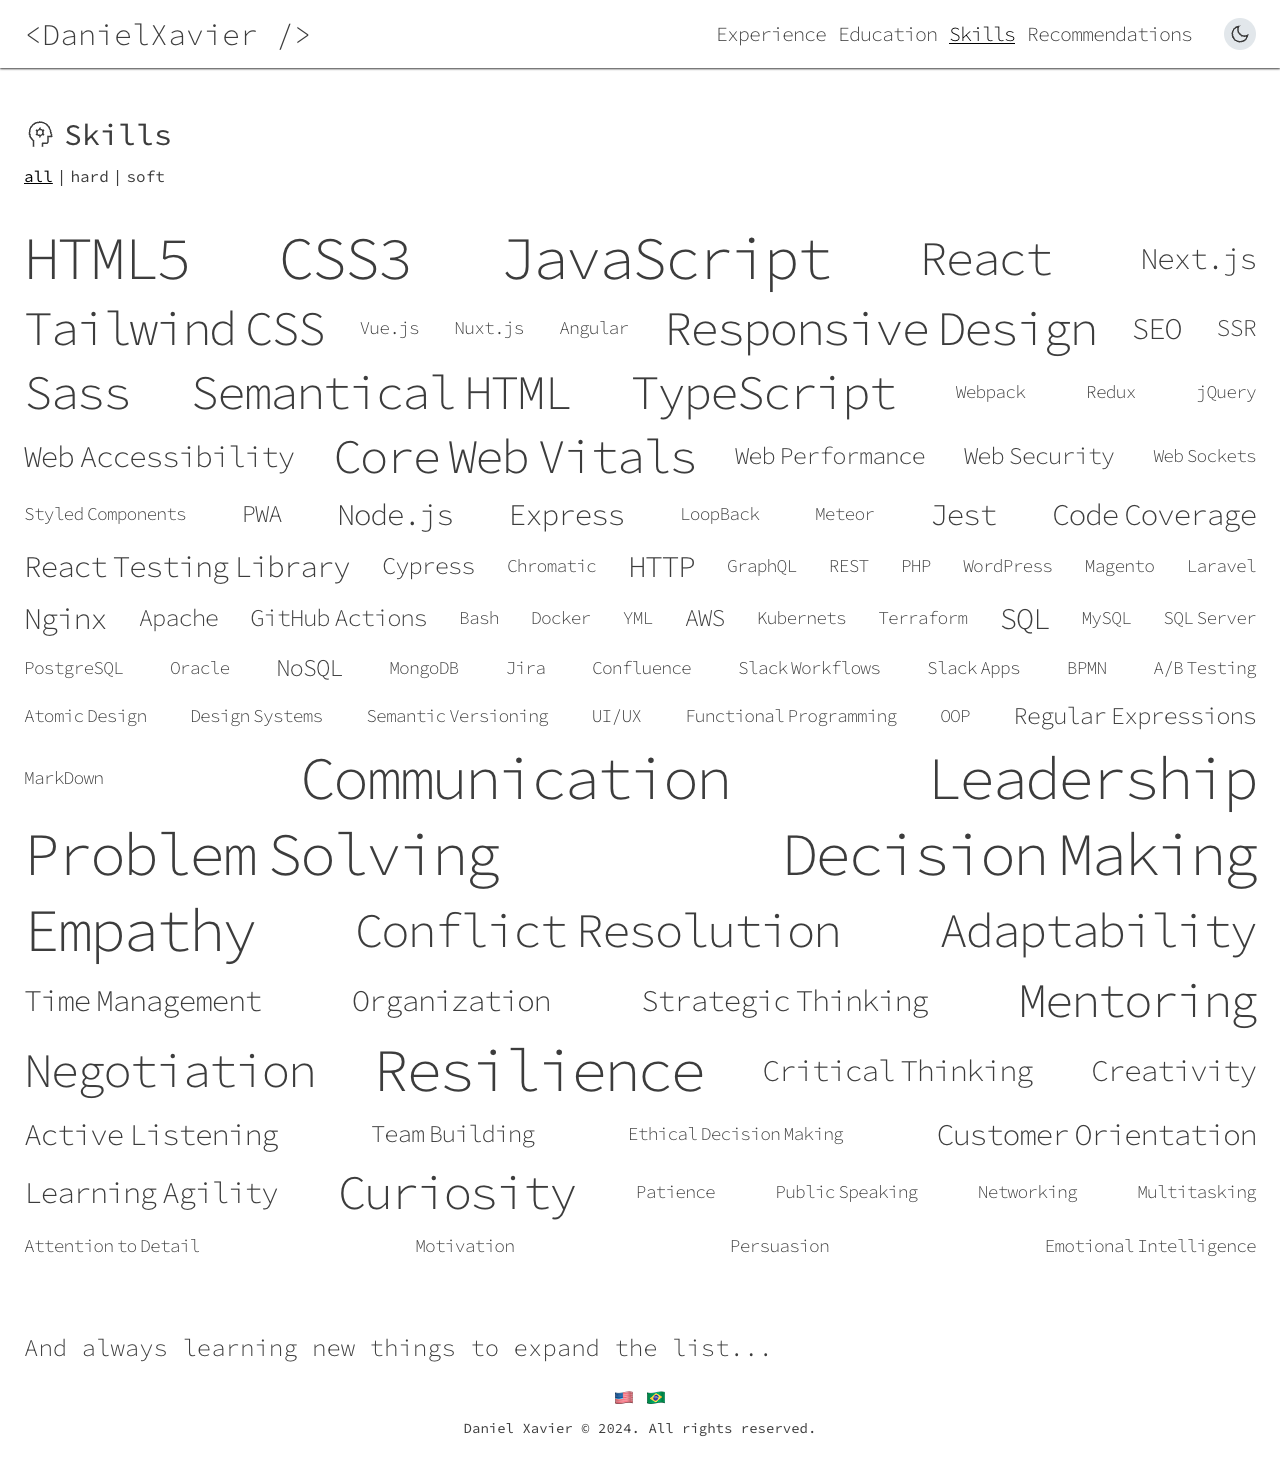 <DanielXavier />
Experience Education Skills Recommendations
Skills
all | hard | soft
HTML5 CSS3 JavaScript React Next.js
Tailwind CSS Vue.js Nuxt.js Angular Responsive Design SEO SSR
Sass Semantical HTML TypeScript Webpack Redux jQuery
Web Accessibility Core Web Vitals Web Performance Web Security Web Sockets
Styled Components PWA Node.js Express LoopBack Meteor Jest Code Coverage
React Testing Library Cypress Chromatic HTTP GraphQL REST PHP WordPress Magento Laravel
Nginx Apache GitHub Actions Bash Docker YML AWS Kubernets Terraform SQL MySQL SQL Server
PostgreSQL Oracle NoSQL MongoDB Jira Confluence Slack Workflows Slack Apps BPMN A/B Testing
Atomic Design Design Systems Semantic Versioning UI/UX Functional Programming OOP Regular Expressions
MarkDown Communication Leadership
Problem Solving Decision Making
Empathy Conflict Resolution Adaptability
Time Management Organization Strategic Thinking Mentoring
Negotiation Resilience Critical Thinking Creativity
Active Listening Team Building Ethical Decision Making Customer Orientation
Learning Agility Curiosity Patience Public Speaking Networking Multitasking
Attention to Detail Motivation Persuasion Emotional Intelligence
And always learning new things to expand the list...
Daniel Xavier © 2024. All rights reserved.